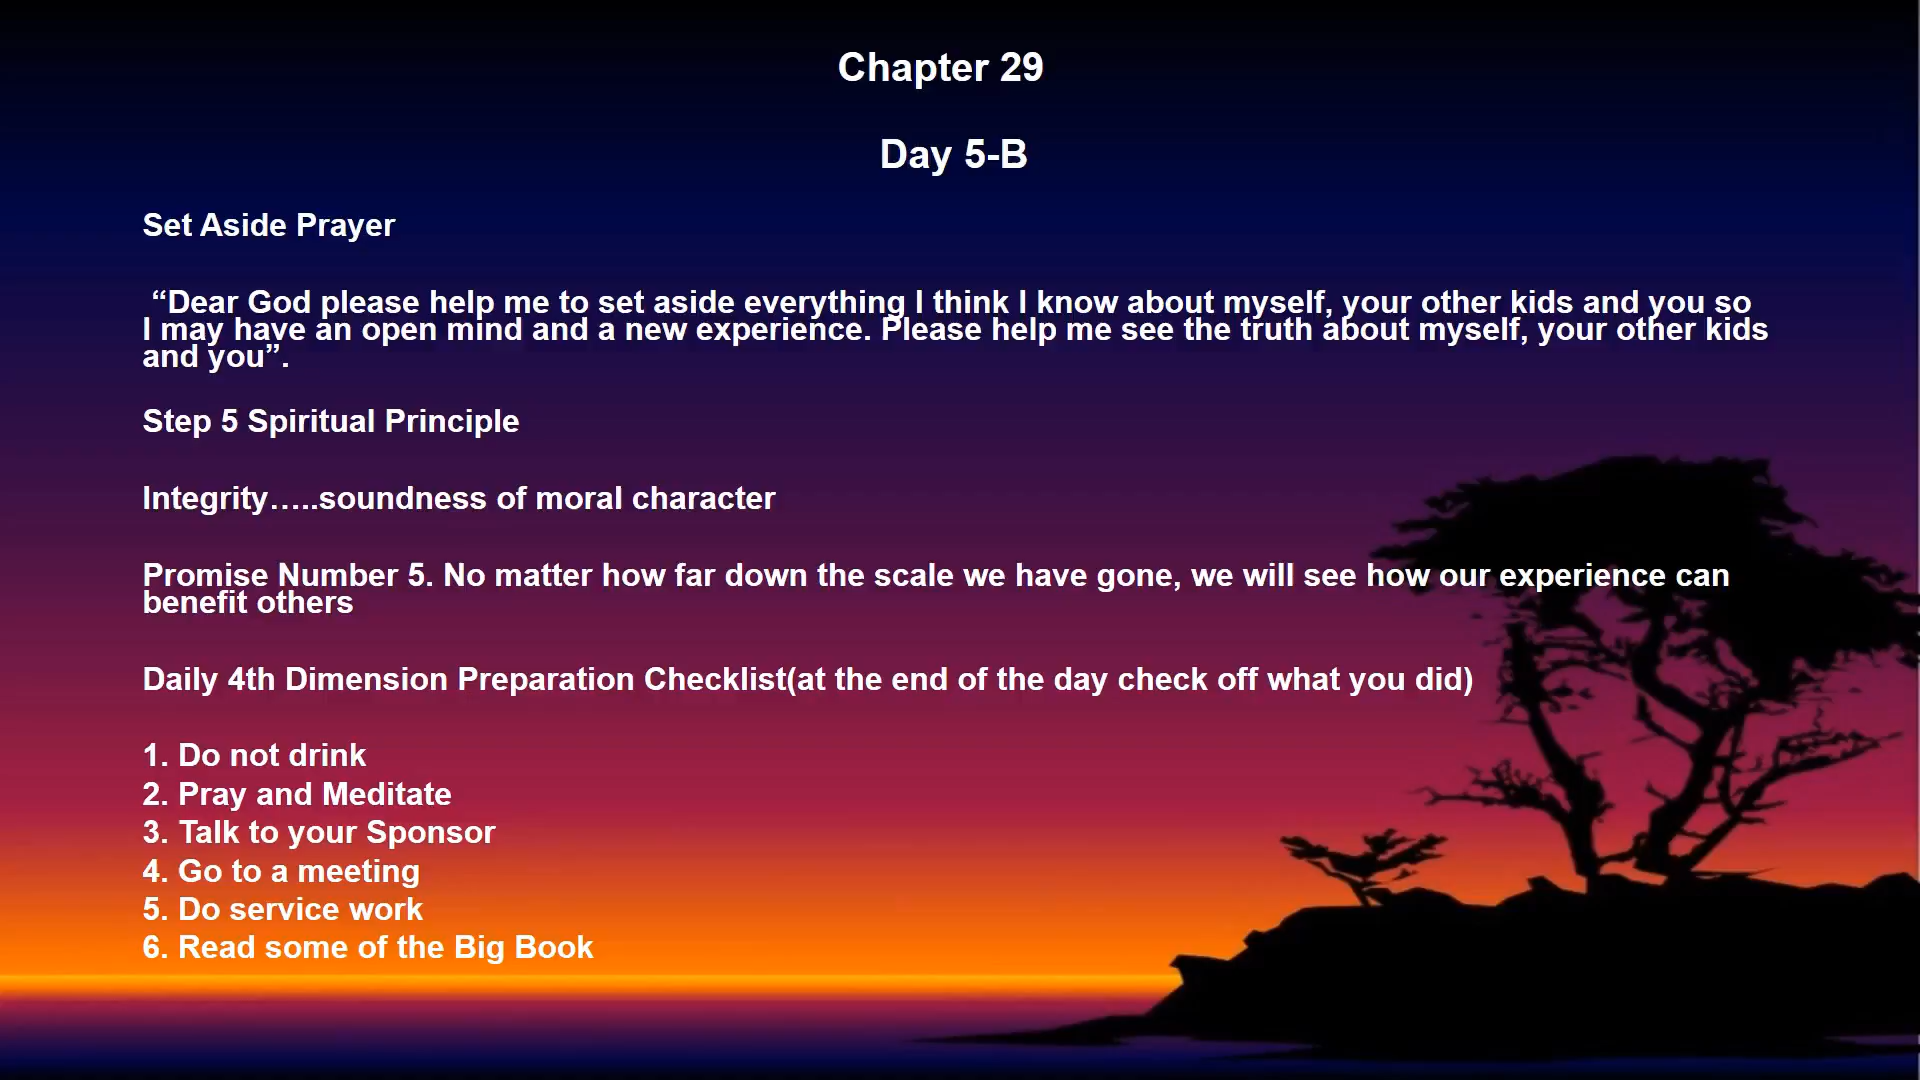 Chapter 29
Day 5-B
Set Aside Prayer
“Dear God please help me to set aside everything I think I know about myself, your other kids and you so
I may have an open mind and a new experience. Please help me see the truth about myself, your other kids
and you”.
Step 5 Spiritual Principle
Integrity…..soundness of moral character
Promise Number 5. No matter how far down the scale we have gone, we will see how our experience can
benefit others
Daily 4th Dimension Preparation Checklist(at the end of the day check off what you did)
1. Do not drink
2. Pray and Meditate
3. Talk to your Sponsor
4. Go to a meeting
5. Do service work
6. Read some of the Big Book